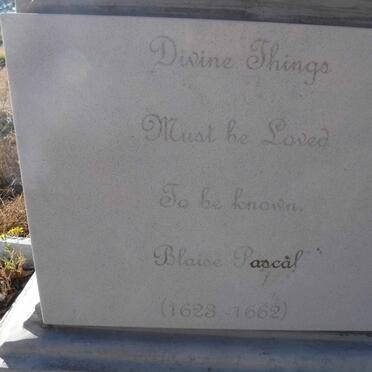 Divine Things
Must be Loved
To be known.
Blaise Pascal
(1623-1662)